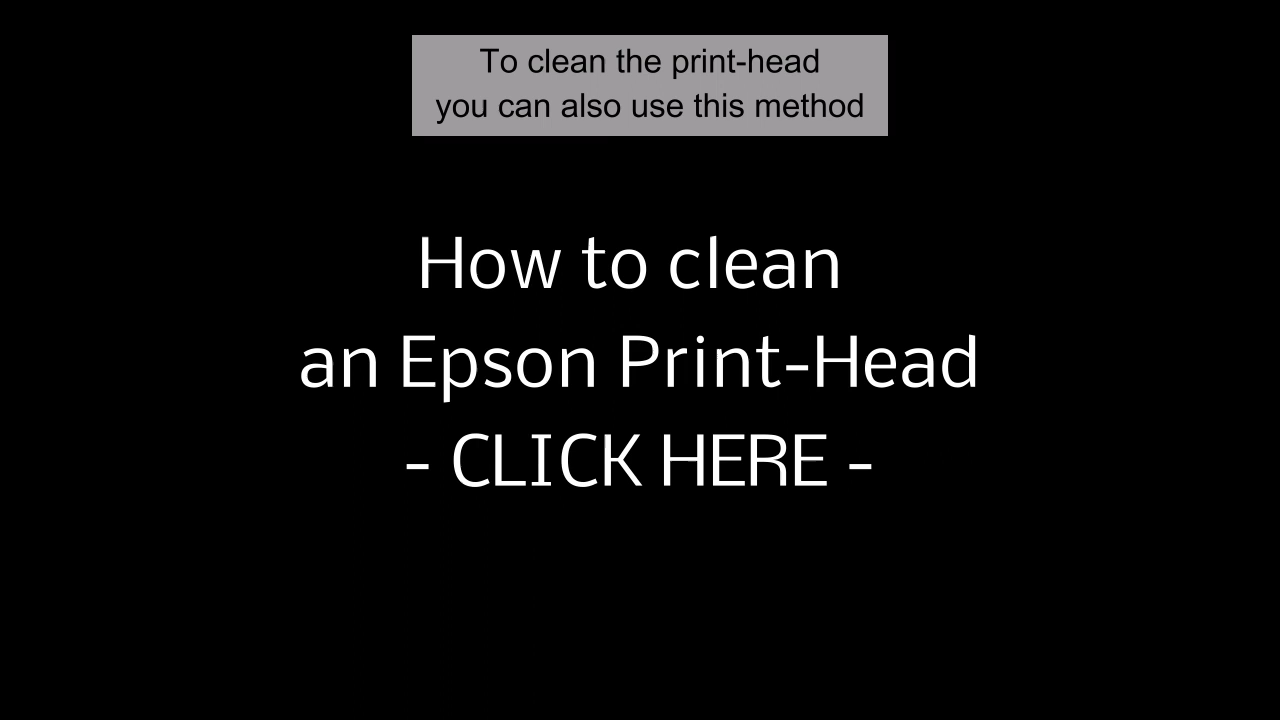 To clean the print-head
you can also use this method
How to clean
an Epson Print-Head
- CLICK HERE -